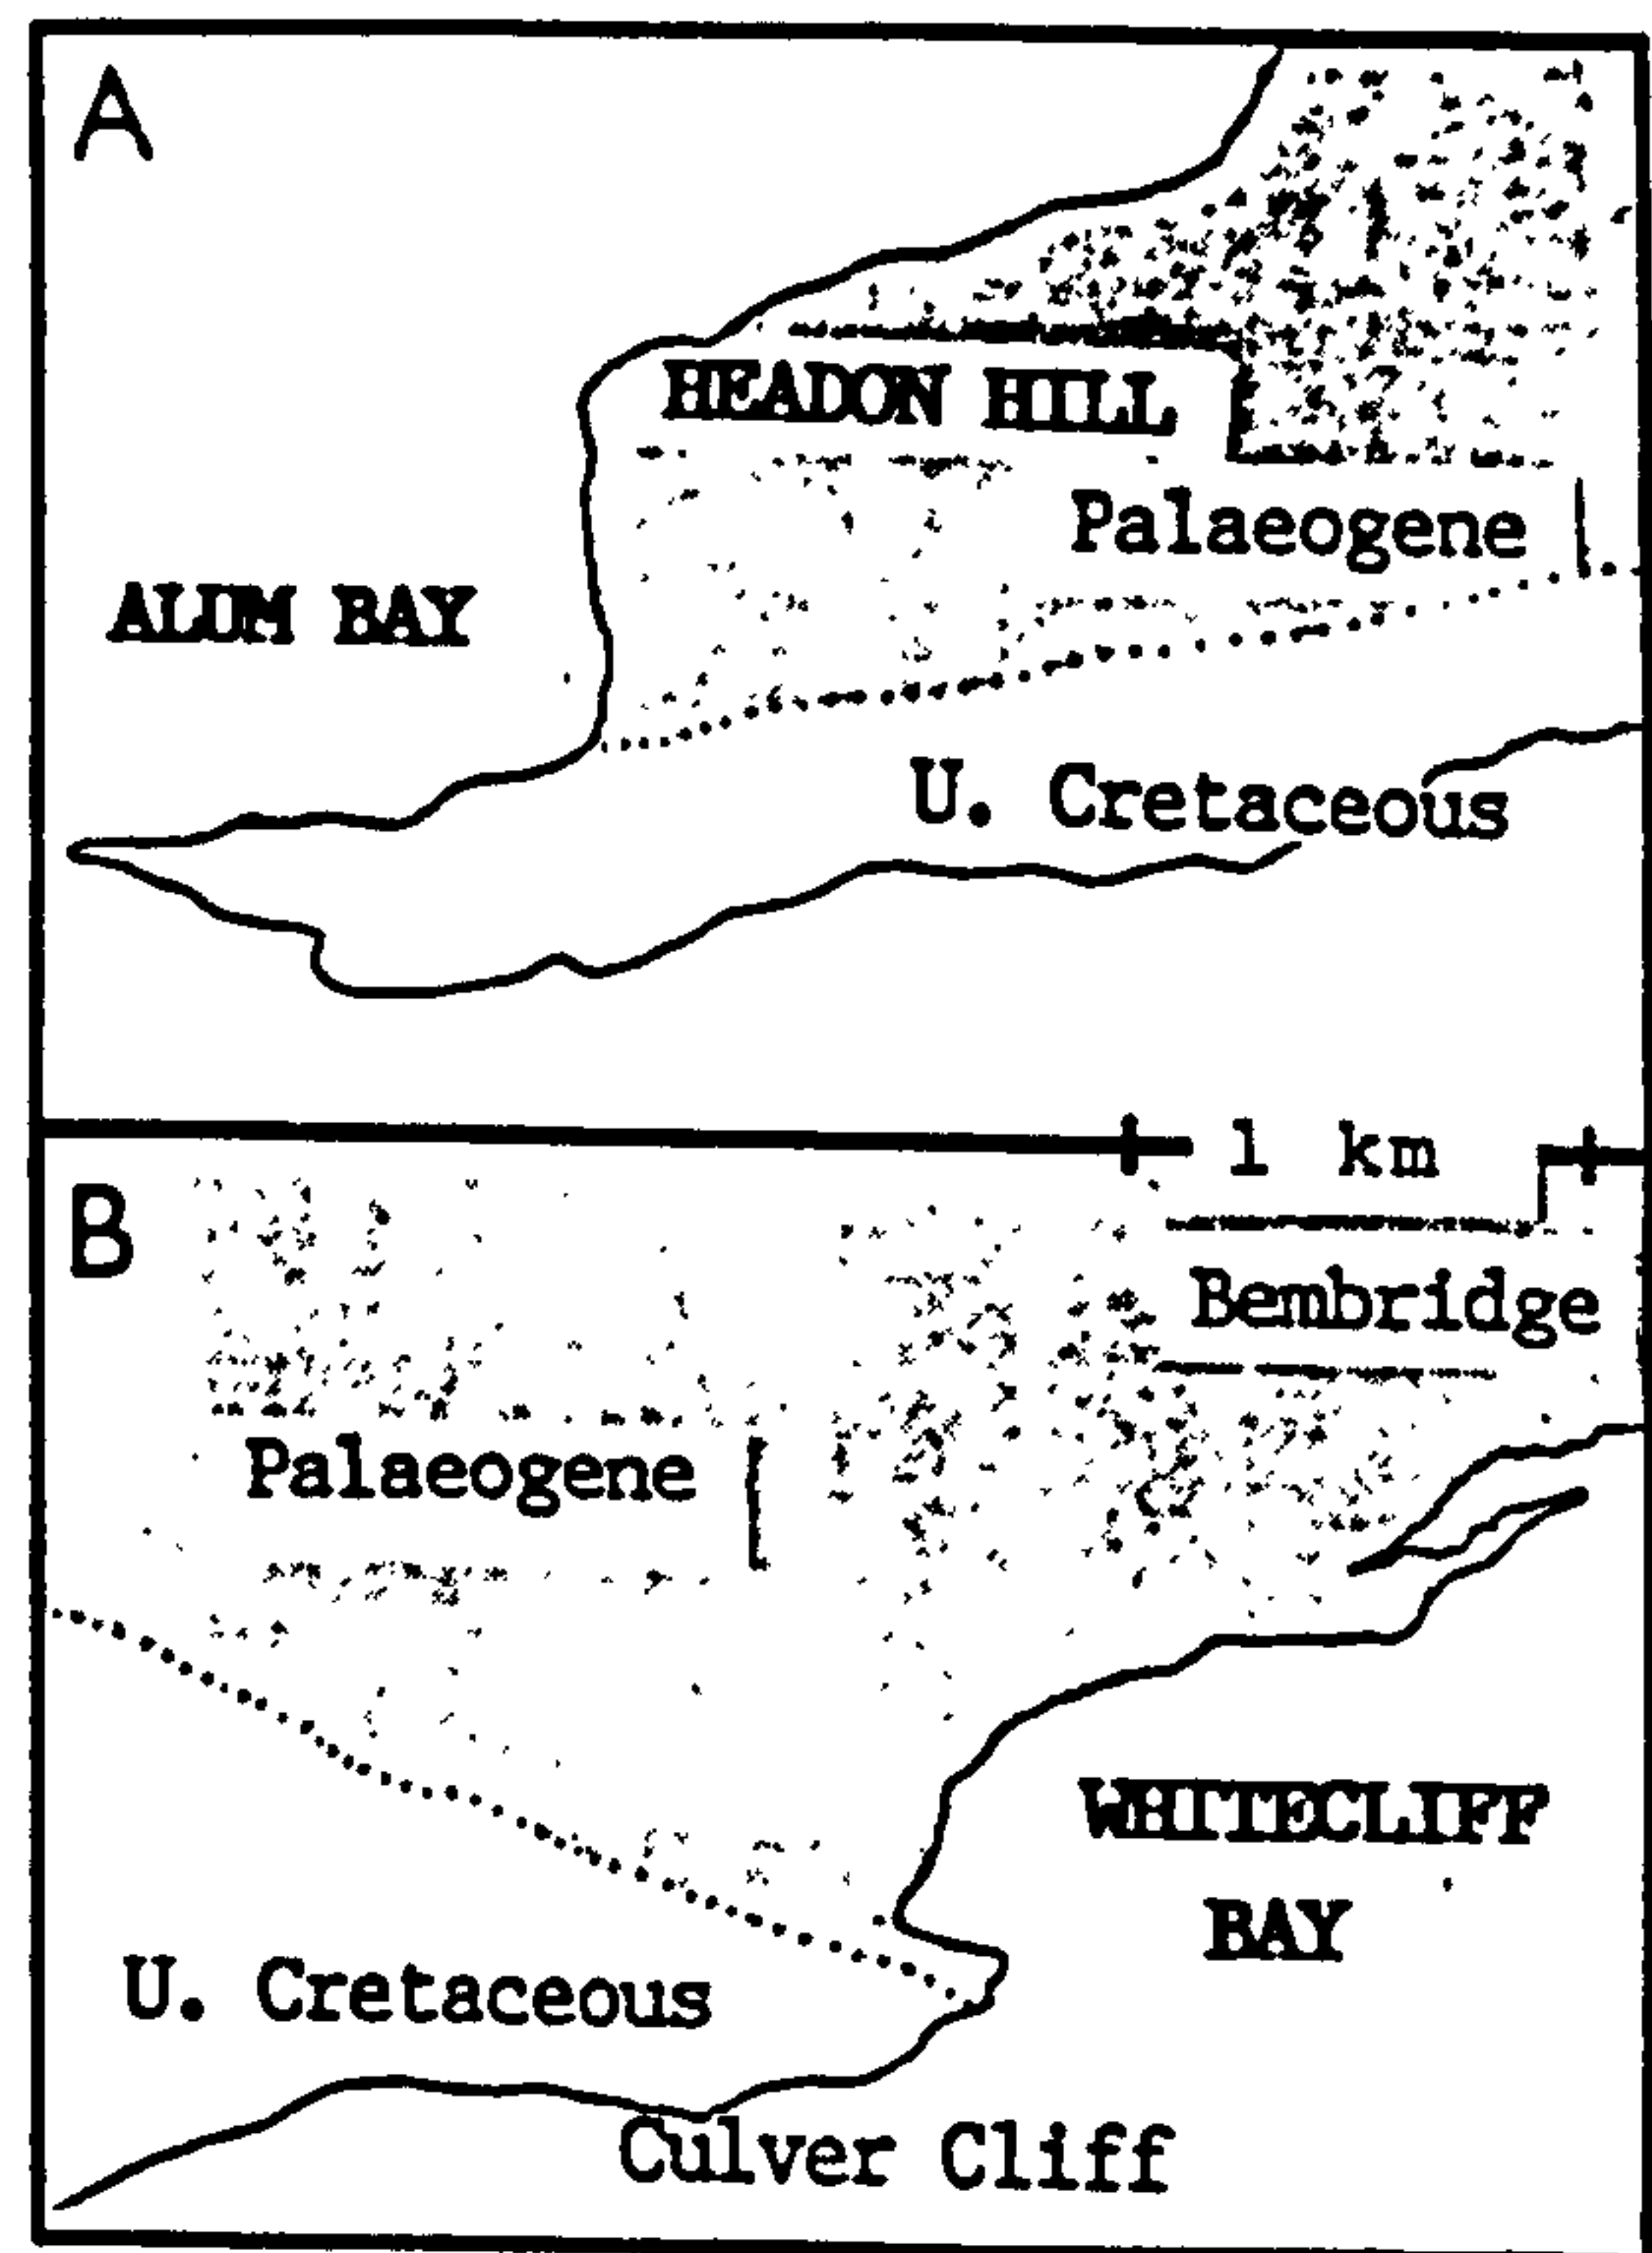 A
HEADON HILL
Palaeogene
ALUM BAY
U. Cretaceous
1 km
B
Bembridge
Palaeogene
WHITECLIFF
BAY
U. Cretaceous
Culver Cliff